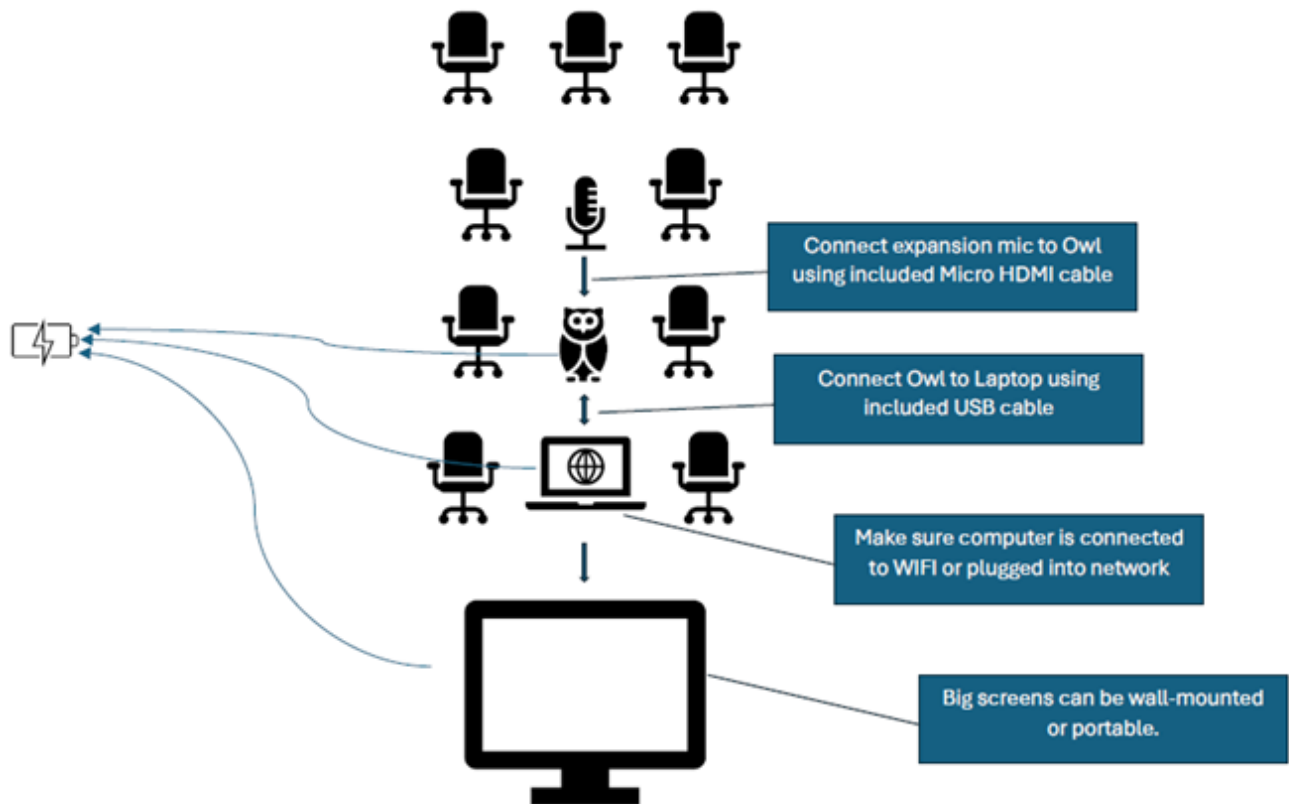 Connect expansion mic to Owl
using included Micro HDMI cable
Connect Owl to Laptop using
included USB cable
Make sure computer is connected
to WIFI or plugged into network
Big screens can be wall-mounted
or portable.